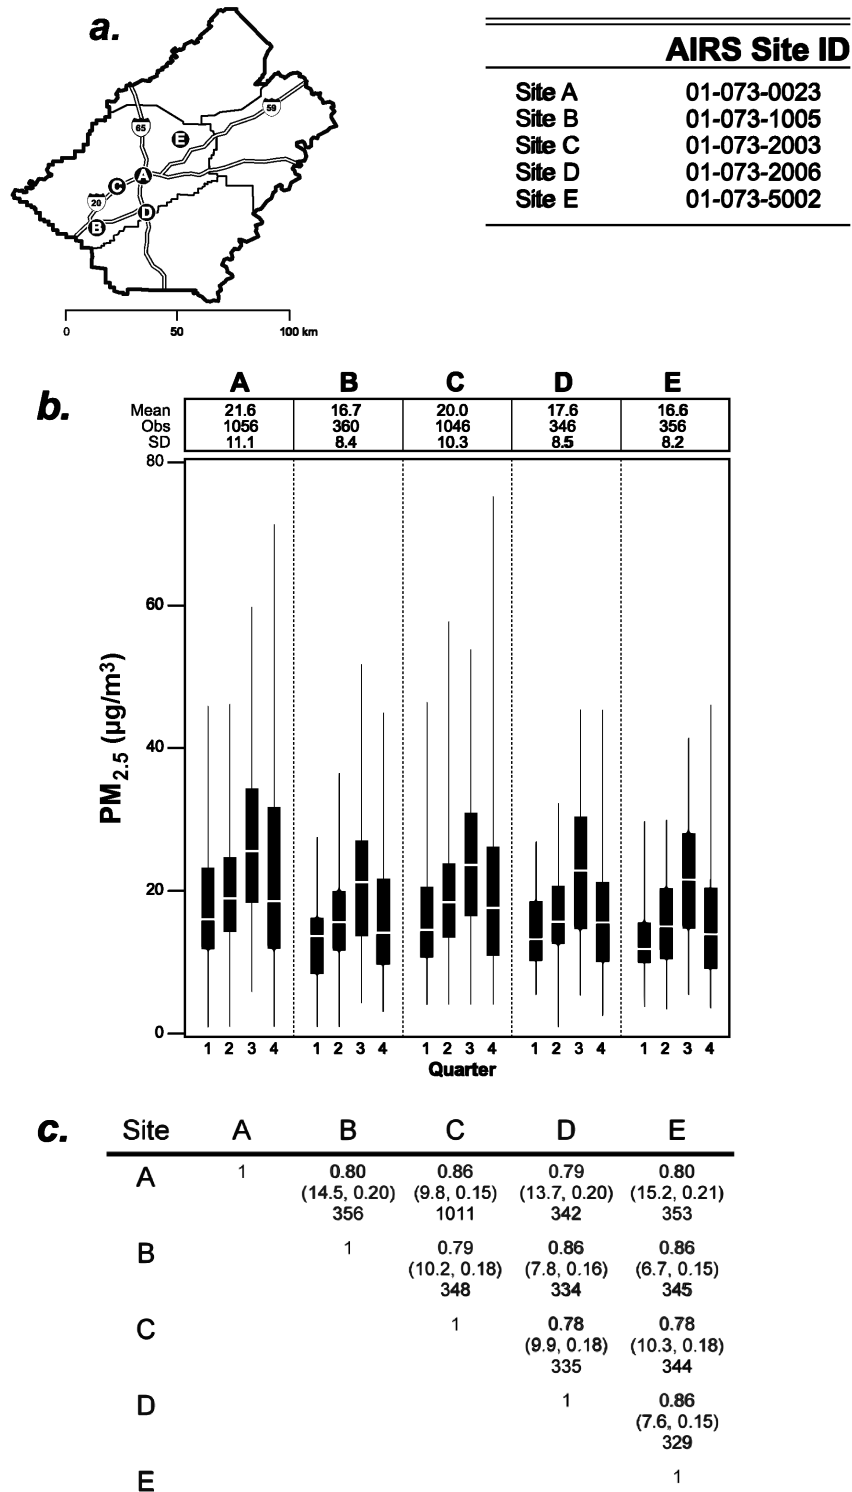 a.
65
59
E
C
A
20
B
D
0 50 100 km
AIRS Site ID
Site A 01-073-0023
Site B 01-073-1005
Site C 01-073-2003
Site D 01-073-2006
Site E 01-073-5002
b.
A B C D E
Mean 21.6 16.7 20.0 17.6 16.6
Obs 1056 360 1046 346 356
SD 11.1 8.4 10.3 8.5 8.2
80
60
40
20
0
PM2.5 (µg/m3)
1 2 3 4 1 2 3 4 1 2 3 4 1 2 3 4 1 2 3 4
Quarter
c.
Site A B C D E
A 1 0.80 0.86 0.79 0.80
(14.5, 0.20) (9.8, 0.15) (13.7, 0.20) (15.2, 0.21)
356 1011 342 353
B 1 0.79 0.86 0.86
(10.2, 0.18) (7.8, 0.16) (6.7, 0.15)
348 334 345
C 1 0.78 0.78
(9.9, 0.18) (10.3, 0.18)
335 344
D 1 0.86
(7.6, 0.15)
329
E 1